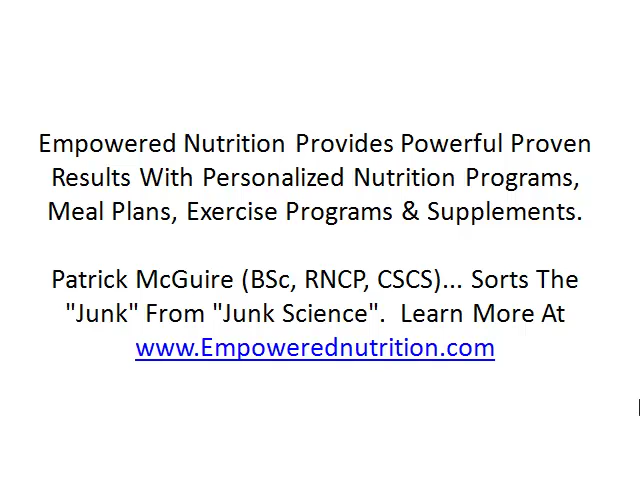 Empowered Nutrition Provides Powerful Proven
Results With Personalized Nutrition Programs,
Meal Plans, Exercise Programs & Supplements.
Patrick McGuire (BSc, RNCP, CSCS)... Sorts The
"Junk" From "Junk Science".  Learn More At
www.Empowerednutrition.com